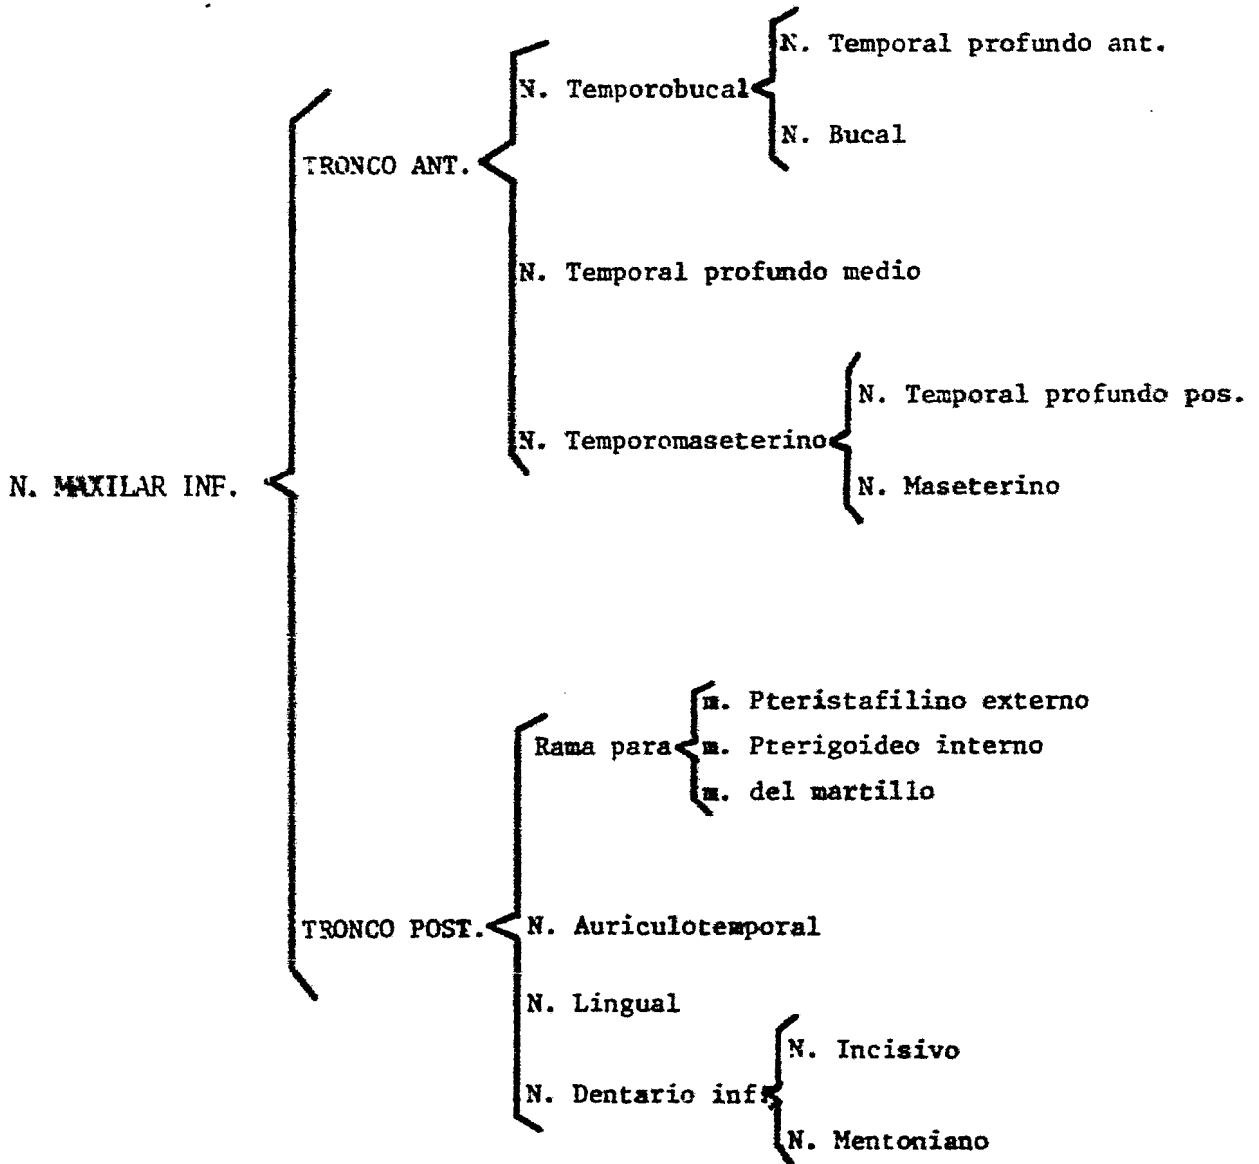 N. Temporal profundo ant.
N. Temporobucal
N. Bucal
TRONCO ANT.
N. Temporal profundo medio
N. Temporal profundo pos.
N. Temporomaseterino
N. Maseterino
N. MAXILAR INF.
m. Pteristafilino externo
Rama para
m. Pterigoideo interno
m. del martillo
TRONCO POST.
N. Auriculotemporal
N. Lingual
N. Incisivo
N. Dentario inf.
N. Mentoniano